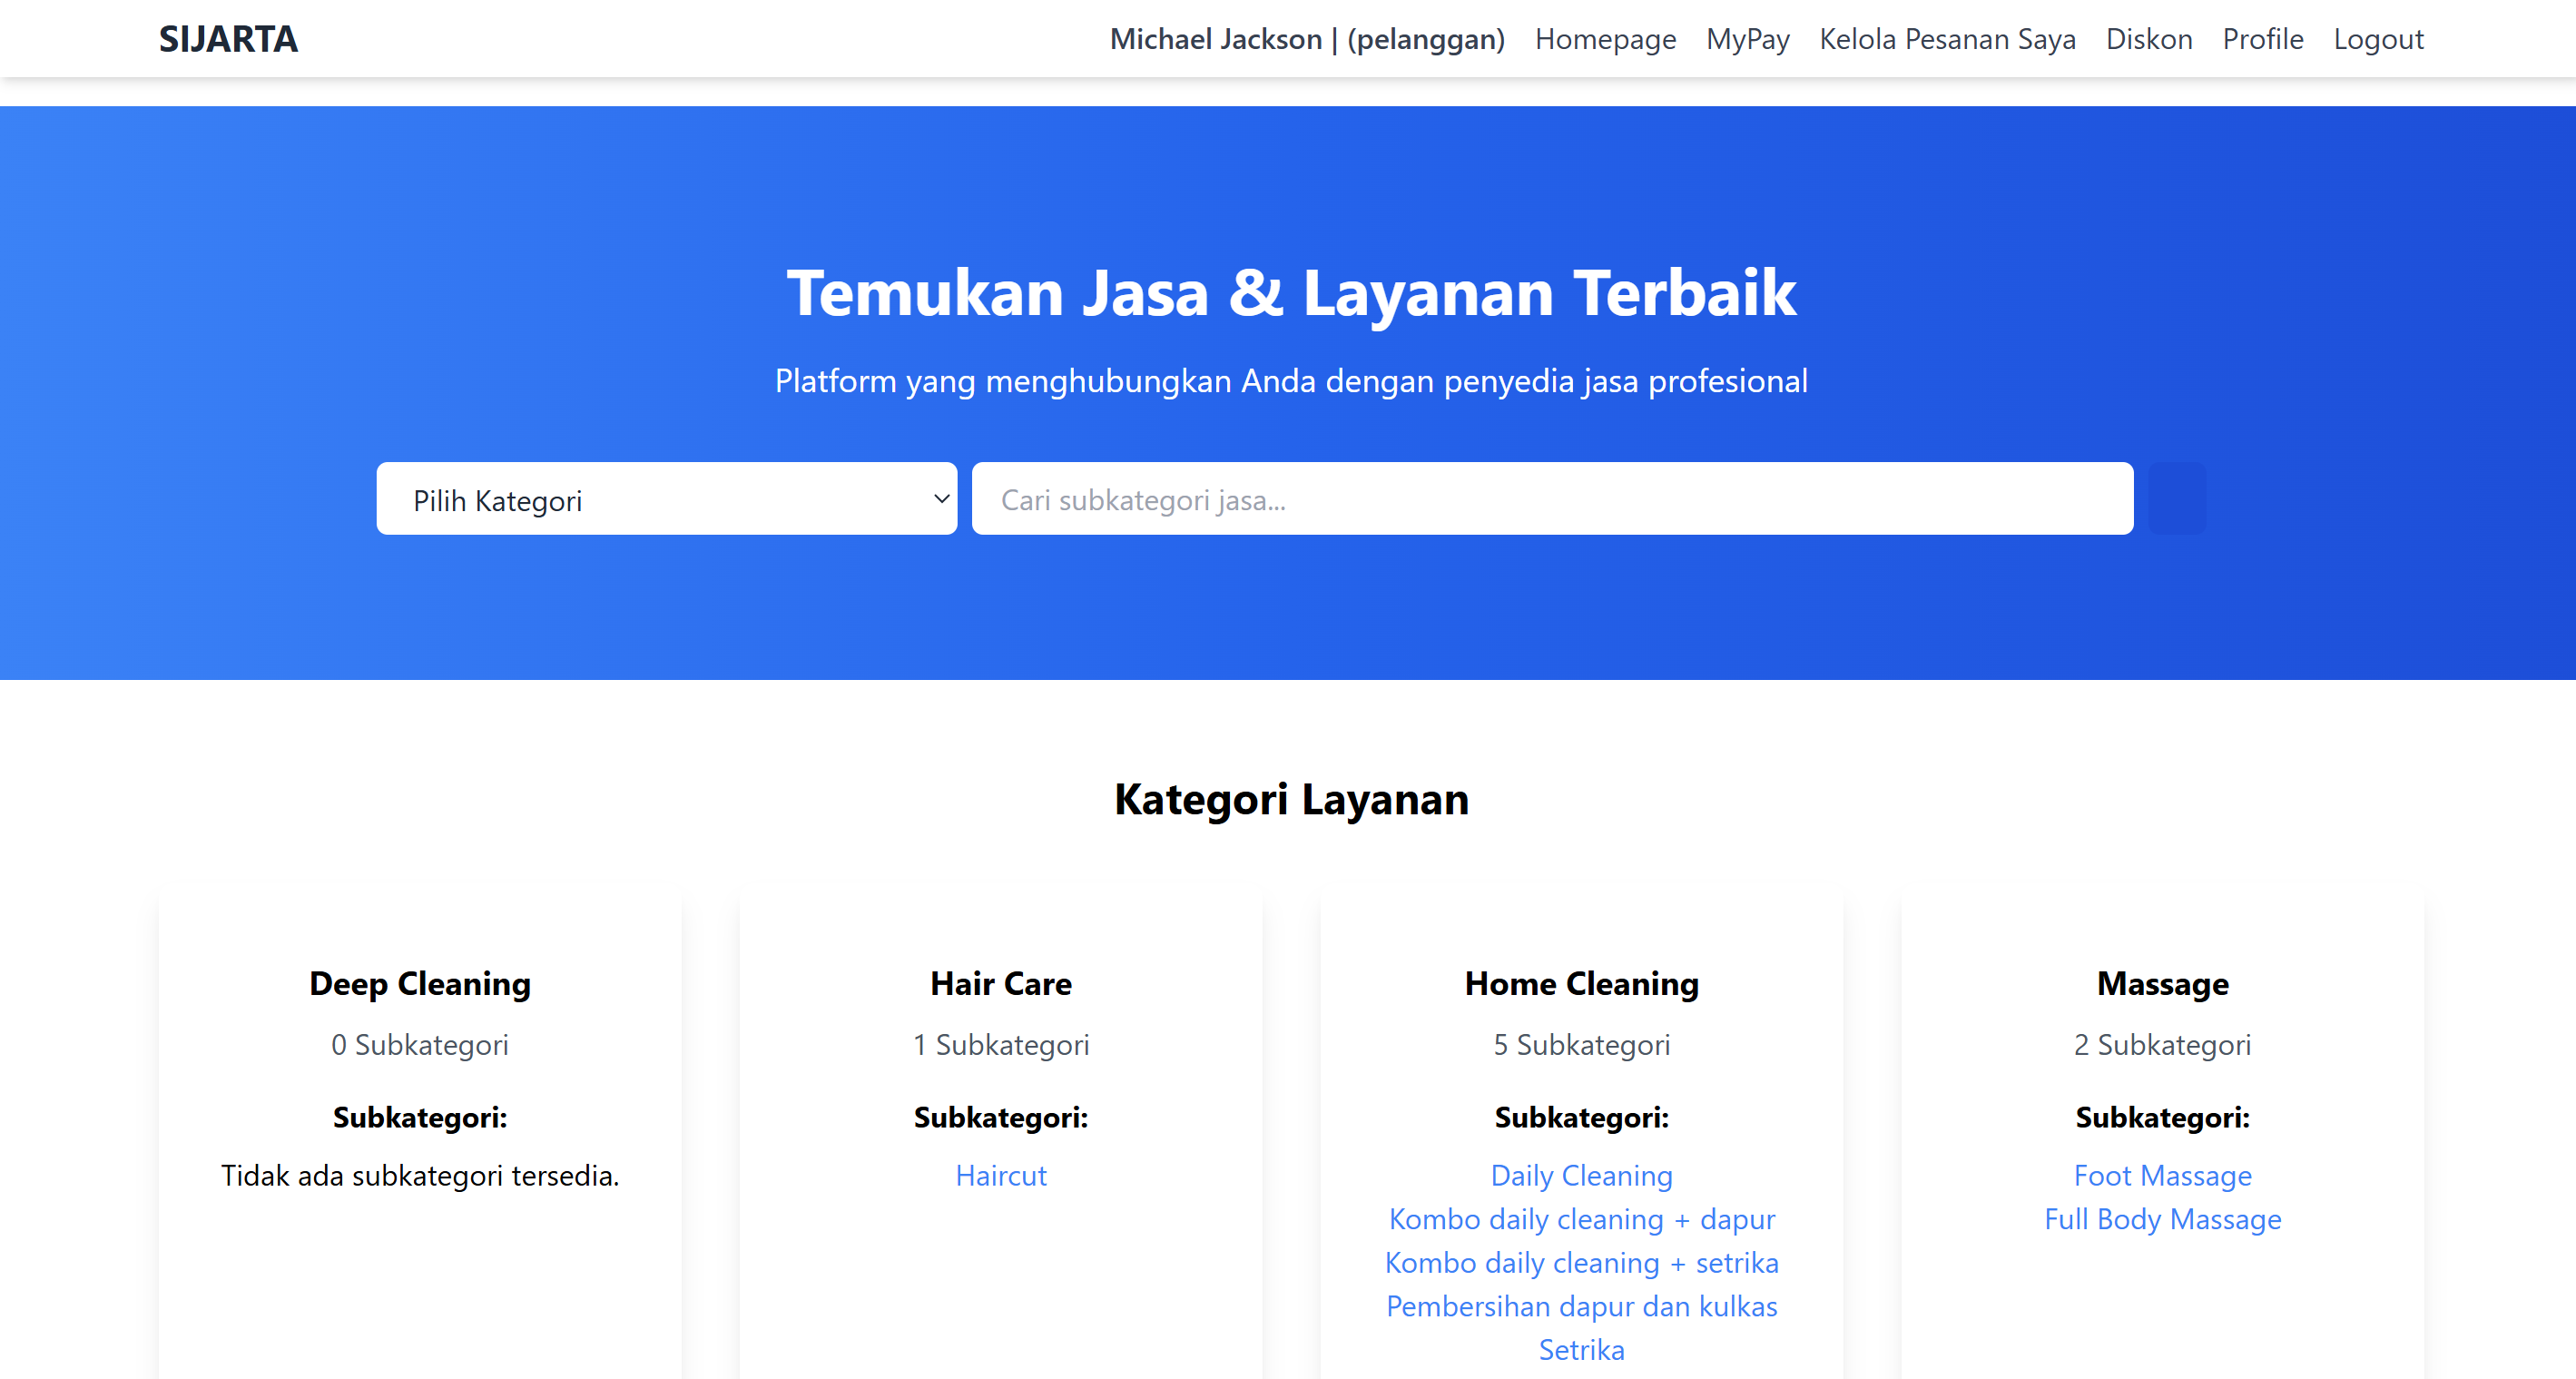 SIJARTA
Michael Jackson | (pelanggan) Homepage MyPay Kelola Pesanan Saya Diskon Profile Logout
Temukan Jasa & Layanan Terbaik
Platform yang menghubungkan Anda dengan penyedia jasa profesional
Pilih Kategori
Cari subkategori jasa...
Kategori Layanan
Deep Cleaning
0 Subkategori
Subkategori:
Tidak ada subkategori tersedia.
Hair Care
1 Subkategori
Subkategori:
Haircut
Home Cleaning
5 Subkategori
Subkategori:
Daily Cleaning
Kombo daily cleaning + dapur
Kombo daily cleaning + setrika
Pembersihan dapur dan kulkas
Setrika
Massage
2 Subkategori
Subkategori:
Foot Massage
Full Body Massage